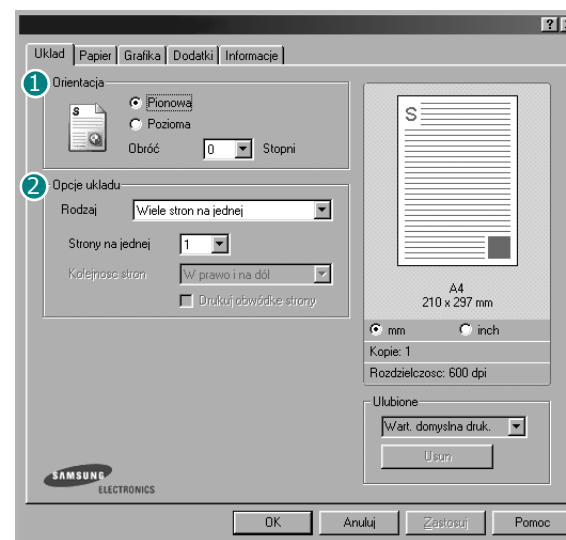 ?
Uklad Papier Grafika Dodatki Informacje
1 Orientacja
S
Pionowa
Pozioma
Obróć 0 Stopni
2 Opcje ukladu
Rodzaj Wiele stron na jednej
Strony na jednej 1
Kolejnosc stron W prawo i na dól
Drukuj obwódke strony
S
A4
210 x 297 mm
mm inch
Kopie: 1
Rozdzielczosc: 600 dpi
Ulubione
Wart. domyslna druk.
Usun
SAMSUNG
ELECTRONICS
OK Anuluj Zastosuj Pomoc